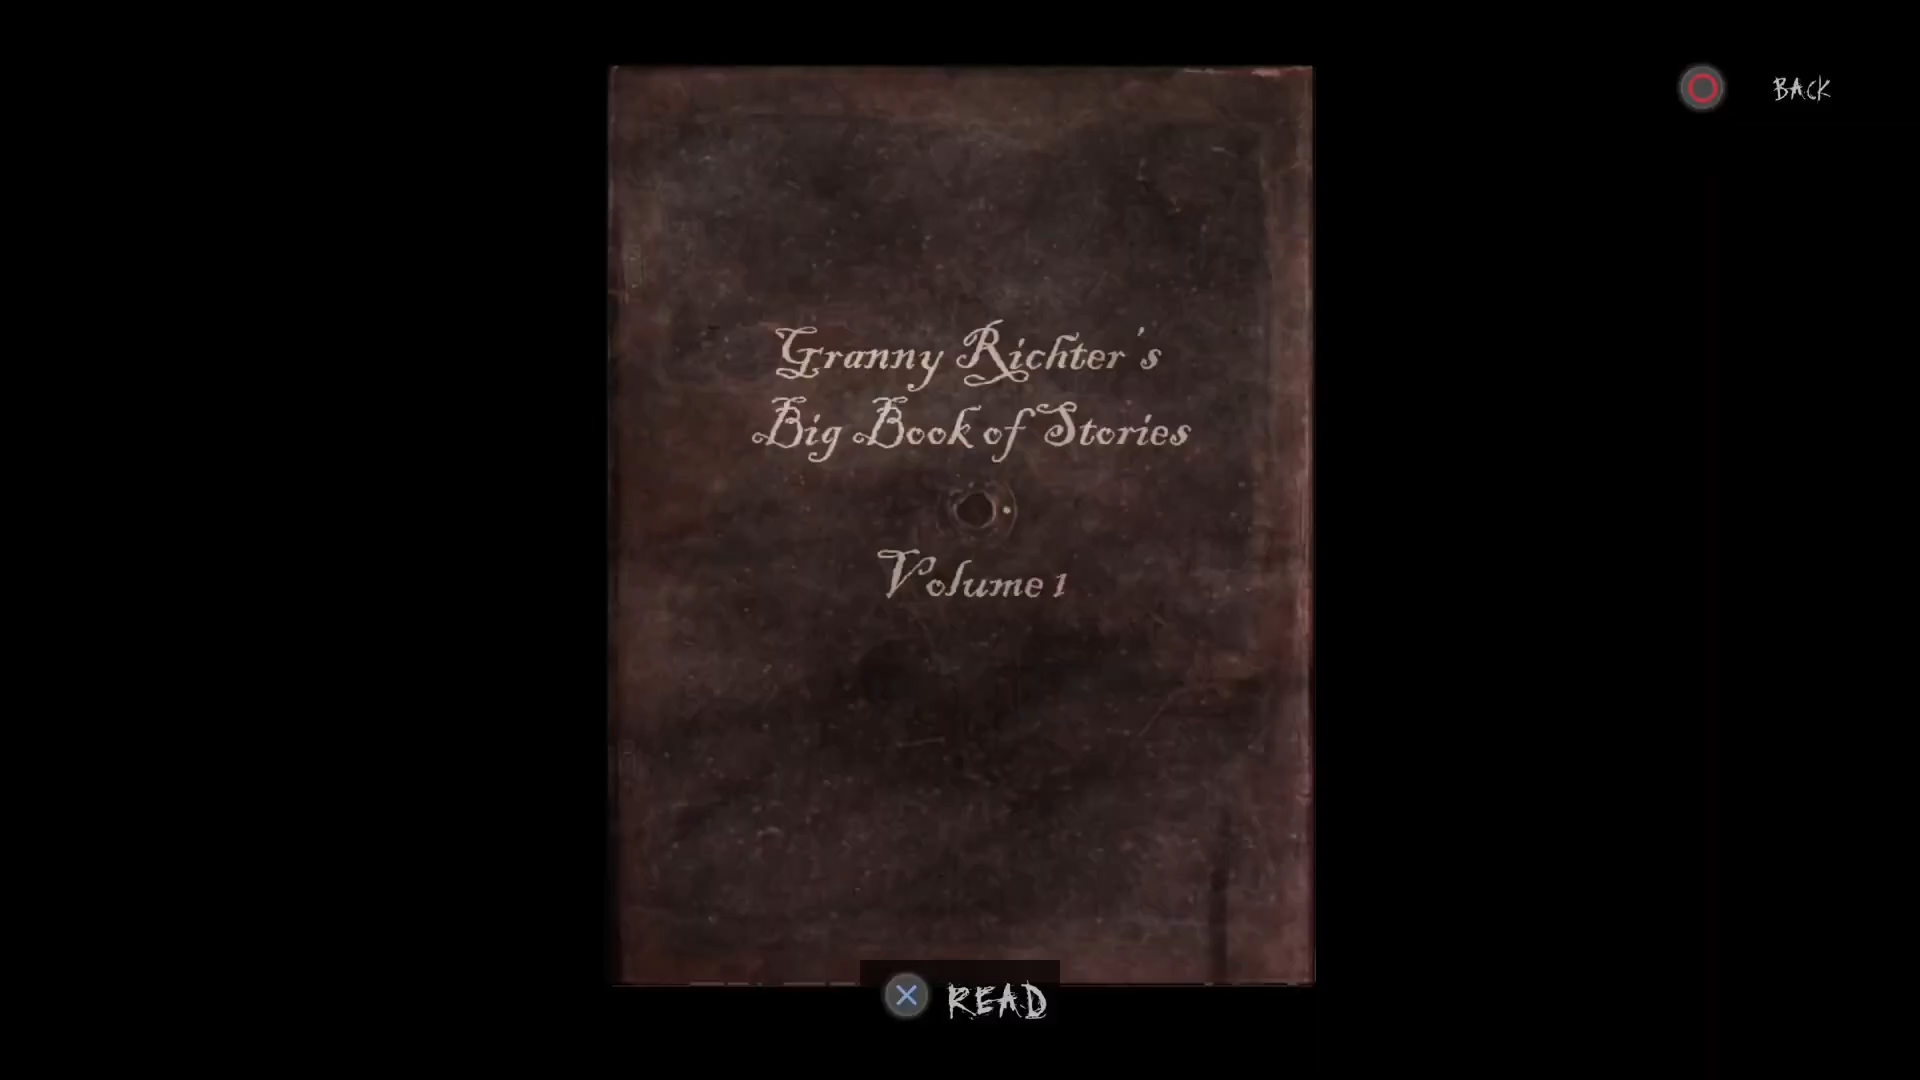 BACK
Granny Richter's
Big Book of Stories
Volume 1
READ